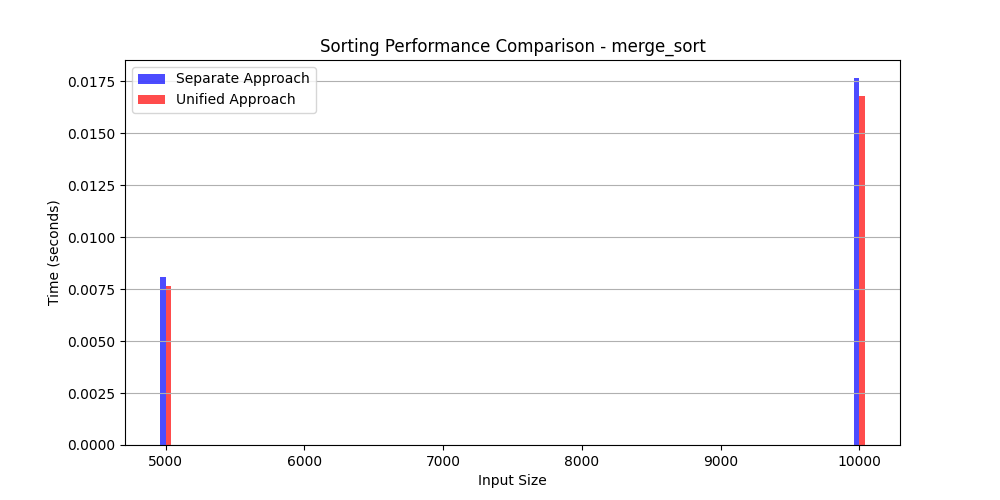 Sorting Performance Comparison - merge_sort
Separate Approach
Unified Approach
0.0175
0.0150
0.0125
0.0100
0.0075
0.0050
0.0025
0.0000
Time (seconds)
5000 6000 7000 8000 9000 10000
Input Size